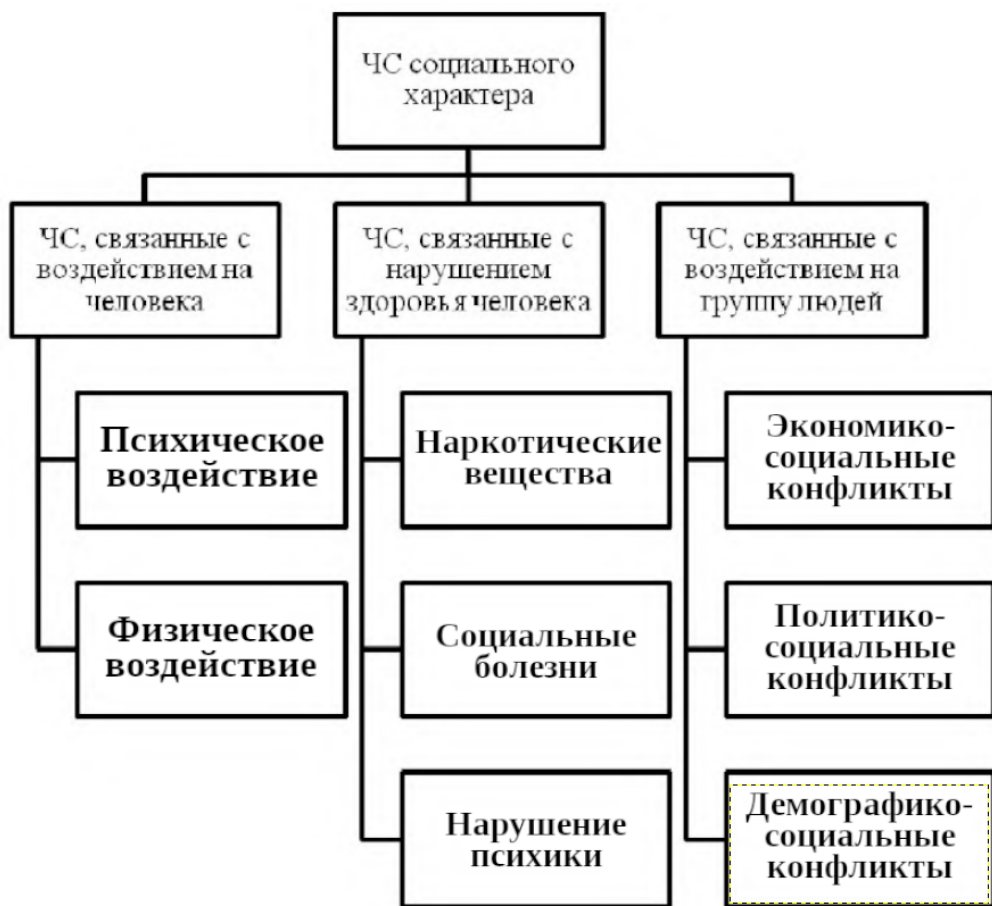 ЧС социального
характера
ЧС, связанные с
воздействием на
человека
ЧС, связанные с
нарушением
здоровья человека
ЧС, связанные с
воздействием на
группу людей
Психическое
воздействие
Наркотические
вещества
Экономико-
социальные
конфликты
Физическое
воздействие
Социальные
болезни
Политико-
социальные
конфликты
Нарушение
психики
Демографико-
социальные
конфликты